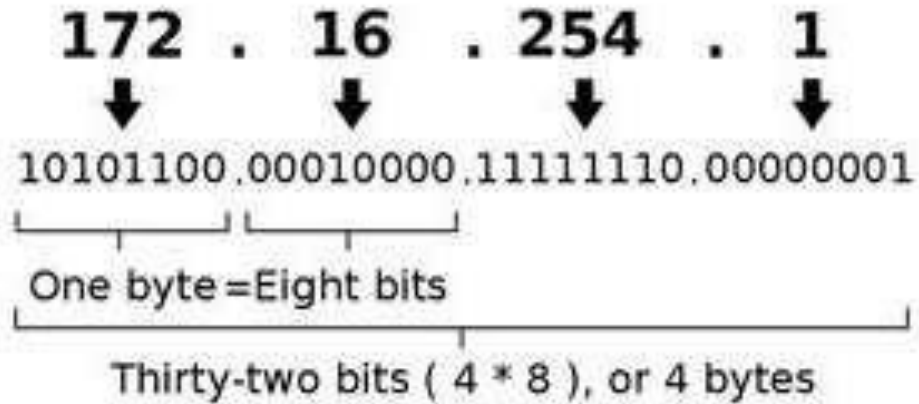 172 . 16 . 254 . 1
10101100.00010000.11111110.00000001
One byte=Eight bits
Thirty-two bits ( 4 * 8 ), or 4 bytes